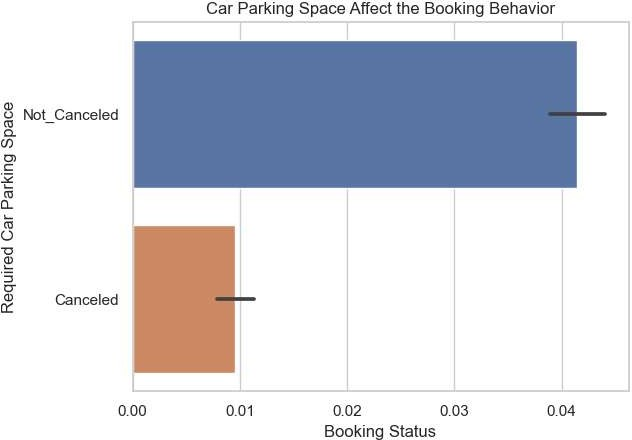 Car Parking Space Affect the Booking Behavior
Required Car Parking Space
Not_Canceled
Canceled
0.00
0.01
0.02
0.03
0.04
Booking Status